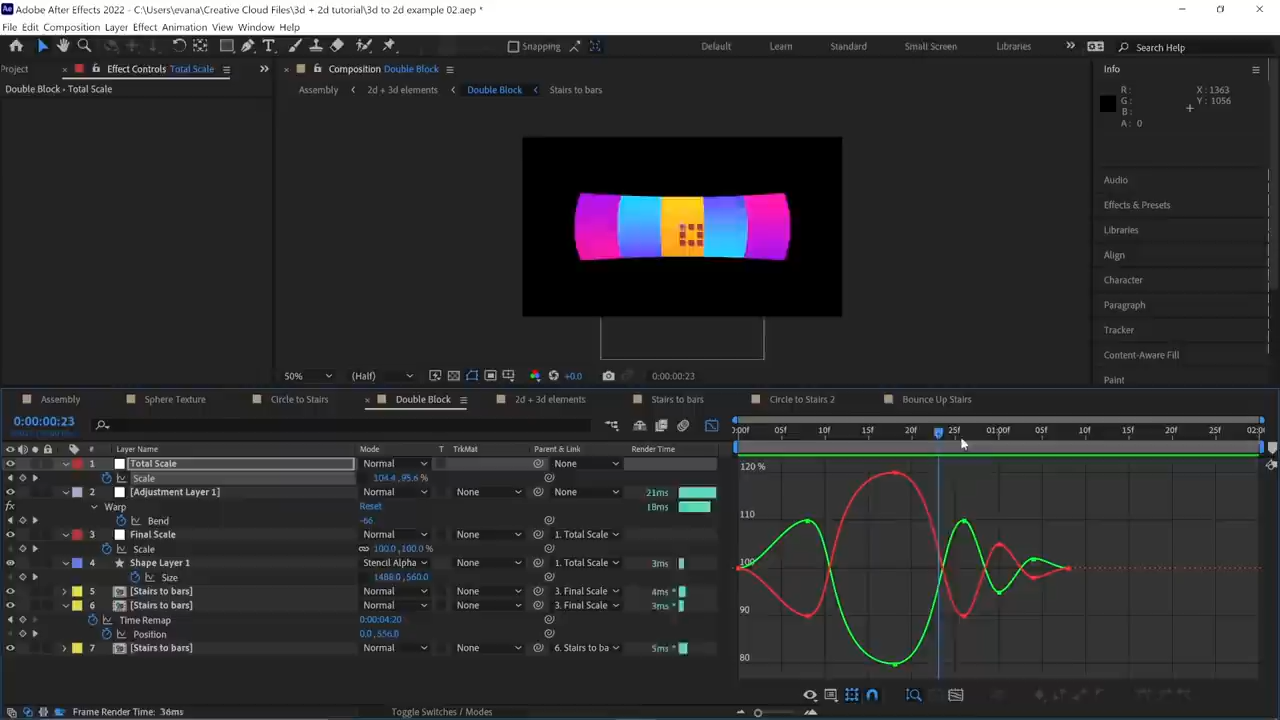 Adobe After Effects 2022 - C:\Users\evana\Creative Cloud Files\3d + 2d tutorial\3d to 2d example 02.aep *
File Edit Composition Layer Effect Animation View Window Help
Snapping Default Learn Standard Small Screen Libraries Search Help
Project Effect Controls Total Scale Composition Double Block Info
Double Block • Total Scale Assembly 2d + 3d elements Double Block Stairs to bars
R: X: 1363
G: Y: 1056
B:
A: 0
Audio
Effects & Presets
Libraries
Align
Character
Paragraph
Tracker
Content-Aware Fill
Paint
50% (Half) +0.0 0:00:00:23
Assembly Sphere Texture Circle to Stairs Double Block 2d + 3d elements Stairs to bars Circle to Stairs 2 Bounce Up Stairs
0:00:00:23
0:00f 05f 10f 15f 20f 25f 01:00f 05f 10f 15f 20f 25f 02:0
# Layer Name Mode T TrkMat Parent & Link Render Time
1 Total Scale Normal None
Scale 104.4, 95.6%
2 [Adjustment Layer 1] Normal None None 21ms
fx Warp Reset 18ms
Bend -66
3 Final Scale Normal None 1. Total Scale
Scale 100.0, 100.0%
4 Shape Layer 1 Stencil Alpha 1. Total Scale 3ms
Size 1488.0, 560.0
5 [Stairs to bars] Normal None 3. Final Scale 4ms *
6 [Stairs to bars] Normal None 3. Final Scale 3ms *
Time Remap 0:00:04:20
Position 0.0, 556.0
7 [Stairs to bars] Normal None 6. Stairs to ba 5ms *
120 %
110
100
90
80
Frame Render Time: 36ms Toggle Switches / Modes